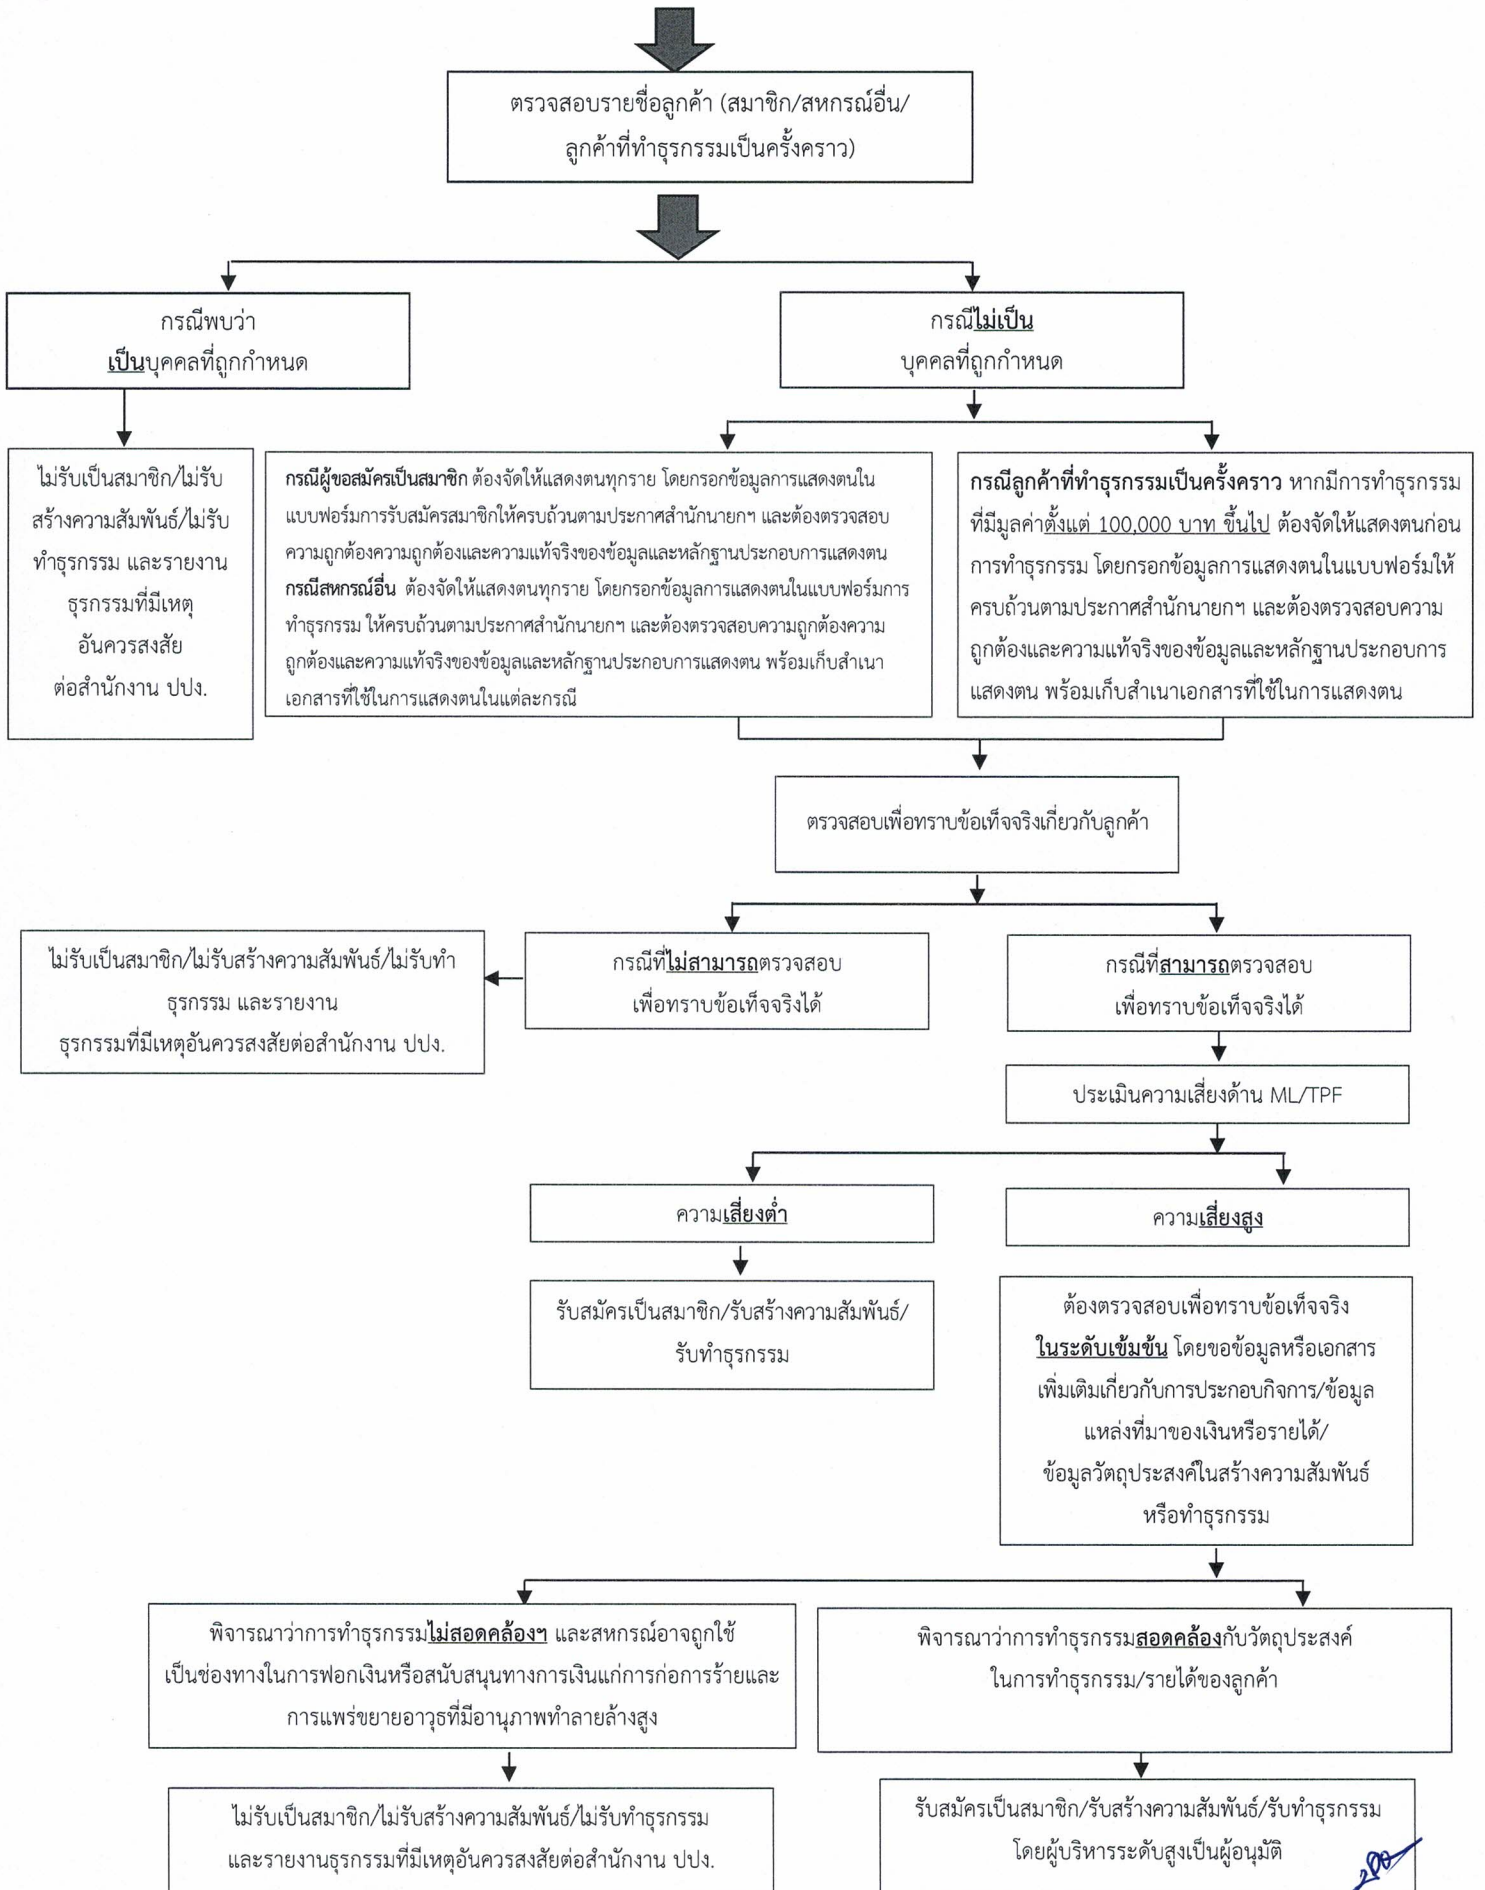 ตรวจสอบรายชื่อลูกค้า (สมาชิก/สหกรณ์อื่น/
ลูกค้าที่ทำธุรกรรมเป็นครั้งคราว)
กรณีพบว่า
เป็นบุคคลที่ถูกกำหนด
กรณีไม่เป็น
บุคคลที่ถูกกำหนด
ไม่รับเป็นสมาชิก/ไม่รับ
สร้างความสัมพันธ์/ไม่รับ
ทำธุรกรรม และรายงาน
ธุรกรรมที่มีเหตุ
อันควรสงสัย
ต่อสำนักงาน ปปง.
กรณีผู้ขอสมัครเป็นสมาชิก ต้องจัดให้แสดงตนทุกราย โดยกรอกข้อมูลการแสดงตนใน
แบบฟอร์มการรับสมัครสมาชิกให้ครบถ้วนตามประกาศสำนักนายกฯ และต้องตรวจสอบ
ความถูกต้องความถูกต้องและความแท้จริงของข้อมูลและหลักฐานประกอบการแสดงตน
กรณีสหกรณ์อื่น ต้องจัดให้แสดงตนทุกราย โดยกรอกข้อมูลการแสดงตนในแบบฟอร์มการ
ทำธุรกรรม ให้ครบถ้วนตามประกาศสำนักนายกฯ และต้องตรวจสอบความถูกต้องความ
ถูกต้องและความแท้จริงของข้อมูลและหลักฐานประกอบการแสดงตน พร้อมเก็บสำเนา
เอกสารที่ใช้ในการแสดงตนในแต่ละกรณี
กรณีลูกค้าที่ทำธุรกรรมเป็นครั้งคราว หากมีการทำธุรกรรม
ที่มีมูลค่าตั้งแต่ 100,000 บาท ขึ้นไป ต้องจัดให้แสดงตนก่อน
การทำธุรกรรม โดยกรอกข้อมูลการแสดงตนในแบบฟอร์มให้
ครบถ้วนตามประกาศสำนักนายกฯ และต้องตรวจสอบความ
ถูกต้องและความแท้จริงของข้อมูลและหลักฐานประกอบการ
แสดงตน พร้อมเก็บสำเนาเอกสารที่ใช้ในการแสดงตน
ตรวจสอบเพื่อทราบข้อเท็จจริงเกี่ยวกับลูกค้า
ไม่รับเป็นสมาชิก/ไม่รับสร้างความสัมพันธ์/ไม่รับทำ
ธุรกรรม และรายงาน
ธุรกรรมที่มีเหตุอันควรสงสัยต่อสำนักงาน ปปง.
กรณีที่ไม่สามารถตรวจสอบ
เพื่อทราบข้อเท็จจริงได้
กรณีที่สามารถตรวจสอบ
เพื่อทราบข้อเท็จจริงได้
ประเมินความเสี่ยงด้าน ML/TPF
ความเสี่ยงต่ำ
ความเสี่ยงสูง
รับสมัครเป็นสมาชิก/รับสร้างความสัมพันธ์/
รับทำธุรกรรม
ต้องตรวจสอบเพื่อทราบข้อเท็จจริง
ในระดับเข้มข้น โดยขอข้อมูลหรือเอกสาร
เพิ่มเติมเกี่ยวกับการประกอบกิจการ/ข้อมูล
แหล่งที่มาของเงินหรือรายได้/
ข้อมูลวัตถุประสงค์ในสร้างความสัมพันธ์
หรือทำธุรกรรม
พิจารณาว่าการทำธุรกรรมไม่สอดคล้องฯ และสหกรณ์อาจถูกใช้
เป็นช่องทางในการฟอกเงินหรือสนับสนุนทางการเงินแก่การก่อการร้ายและ
การแพร่ขยายอาวุธที่มีอานุภาพทำลายล้างสูง
พิจารณาว่าการทำธุรกรรมสอดคล้องกับวัตถุประสงค์
ในการทำธุรกรรม/รายได้ของลูกค้า
ไม่รับเป็นสมาชิก/ไม่รับสร้างความสัมพันธ์/ไม่รับทำธุรกรรม
และรายงานธุรกรรมที่มีเหตุอันควรสงสัยต่อสำนักงาน ปปง.
รับสมัครเป็นสมาชิก/รับสร้างความสัมพันธ์/รับทำธุรกรรม
โดยผู้บริหารระดับสูงเป็นผู้อนุมัติ